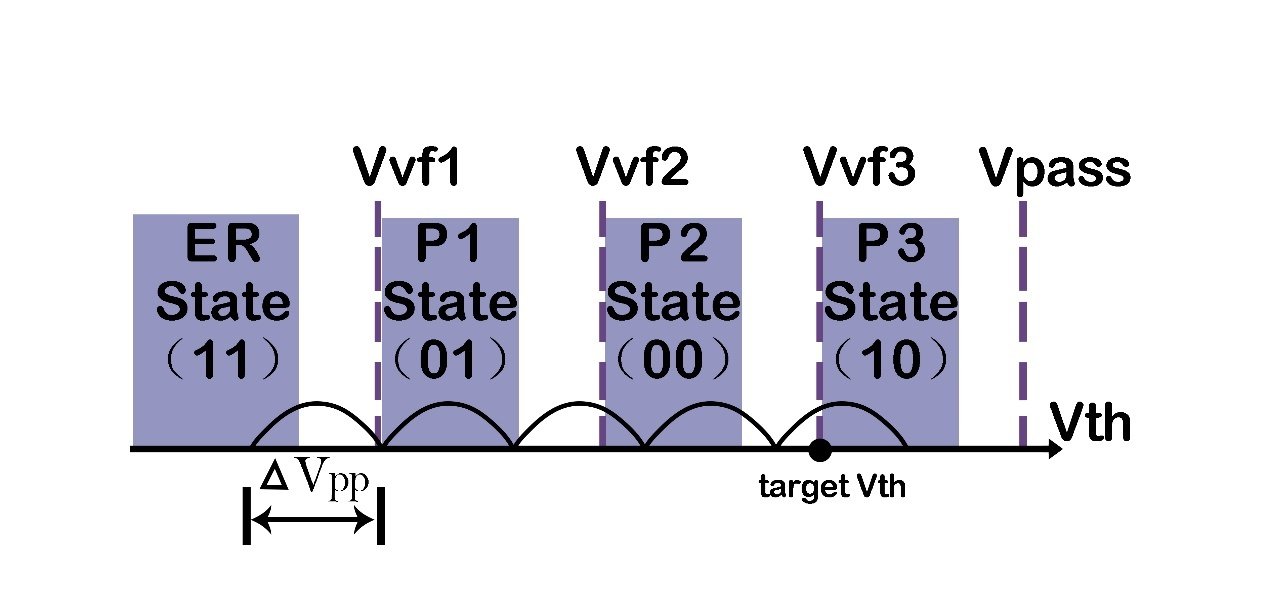 Vvf1 Vvf2 Vvf3 Vpass
ER P1 P2 P3
State State State State
（11） （01） （00） （10）
Vth
Δ Vpp
target Vth